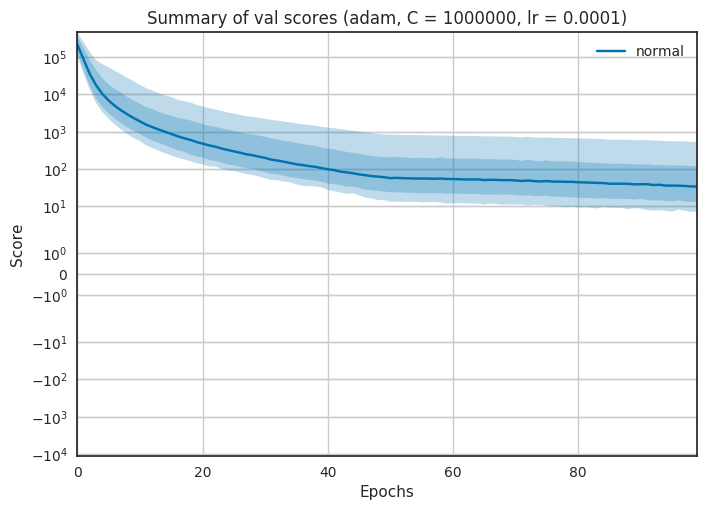 Summary of val scores (adam, C = 1000000, lr = 0.0001)
normal
Score
10⁵
10⁴
10³
10²
10¹
10⁰
0
−10⁰
−10¹
−10²
−10³
−10⁴
0 20 40 60 80
Epochs